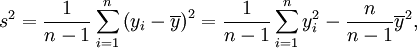 s^2 = \frac{1}{n-1} \sum_{i=1}^{n} (y_i - \overline{y})^2 = \frac{1}{n-1} \sum_{i=1}^{n} y_i^2 - \frac{n}{n-1} \overline{y}^2,